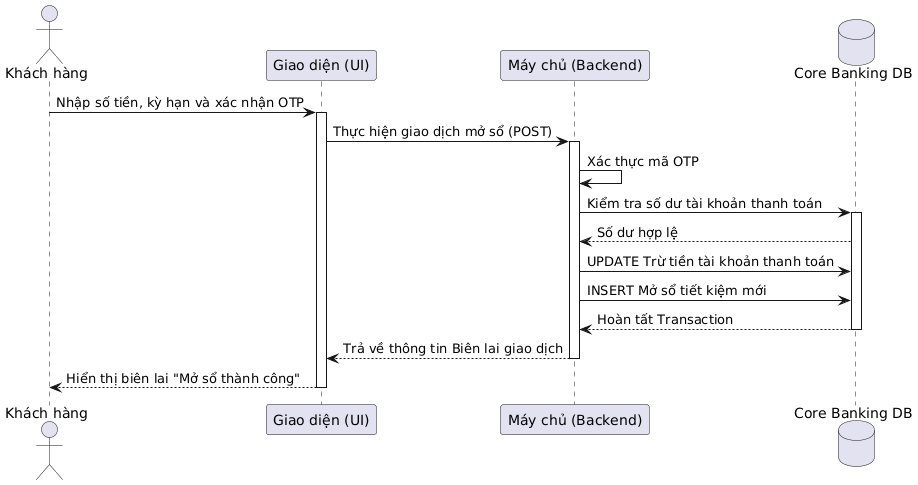 Khách hàng
Giao diện (UI)
Máy chủ (Backend)
Core Banking DB
Nhập số tiền, kỳ hạn và xác nhận OTP
Thực hiện giao dịch mở sổ (POST)
Xác thực mã OTP
Kiểm tra số dư tài khoản thanh toán
Số dư hợp lệ
UPDATE Trừ tiền tài khoản thanh toán
INSERT Mở sổ tiết kiệm mới
Hoàn tất Transaction
Trả về thông tin Biên lai giao dịch
Hiển thị biên lai "Mở sổ thành công"
Khách hàng
Giao diện (UI)
Máy chủ (Backend)
Core Banking DB